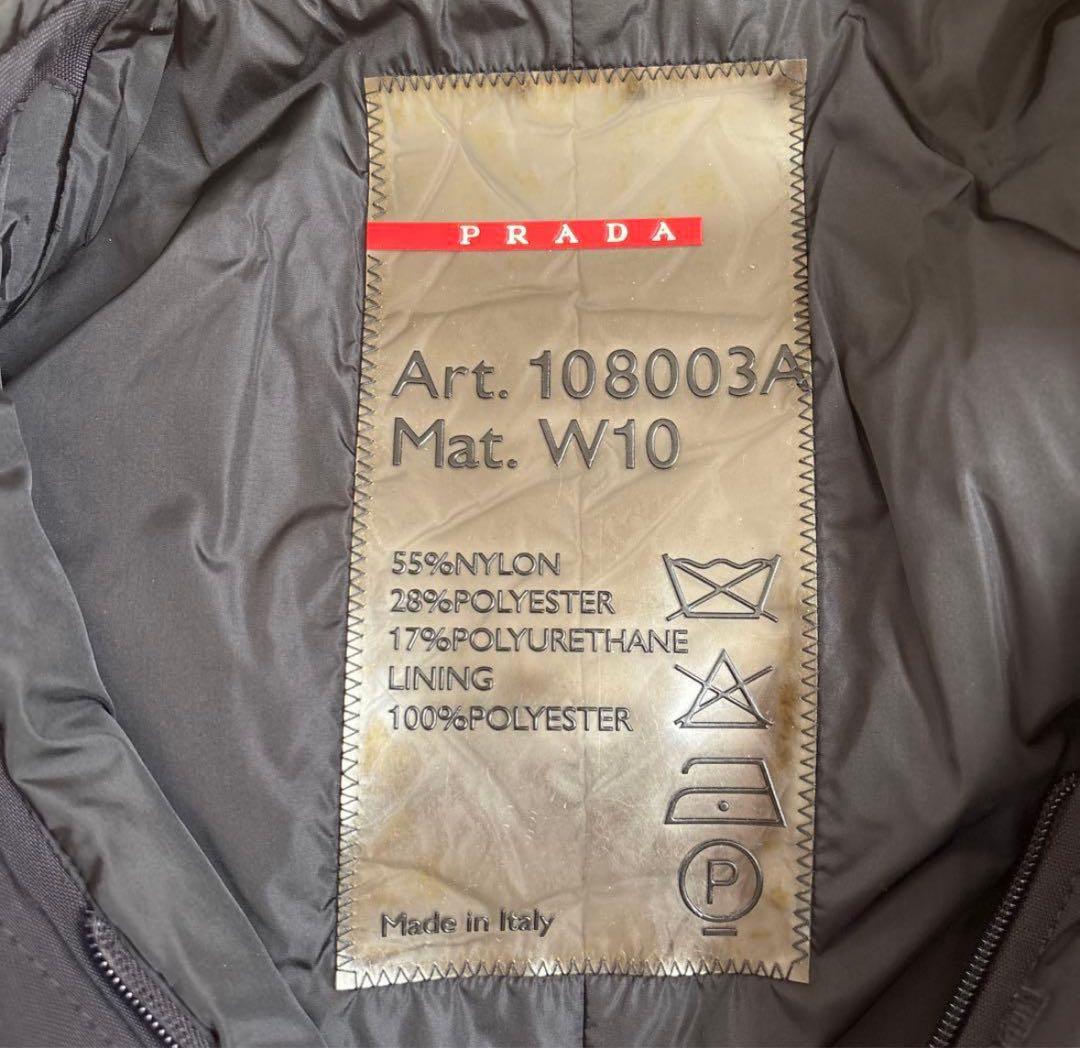 PRADA
Art. 108003A
Mat. W10
55%NYLON
28%POLYESTER
17%POLYURETHANE
LINING
100%POLYESTER
P
Made in Italy